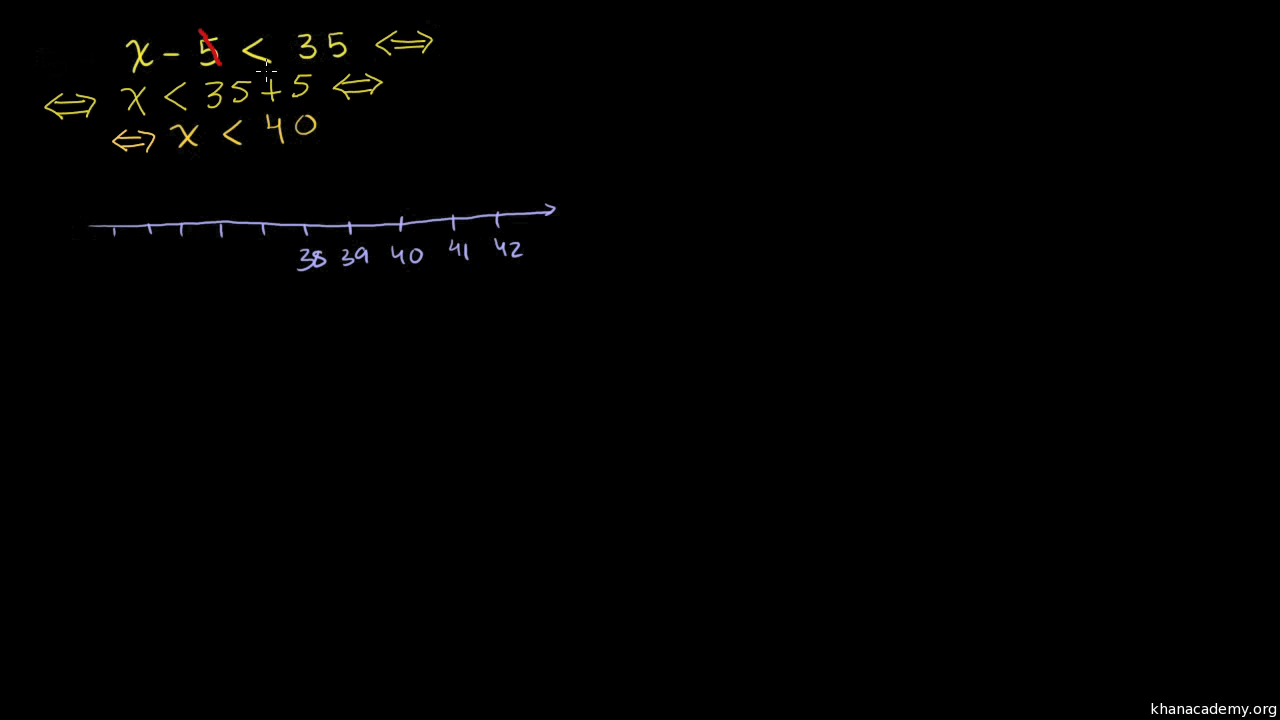 x - 5 < 35 ⇔
⇔ x < 35 + 5 ⇔
⇔ x < 40
38 39 40 41 42
khanacademy.org